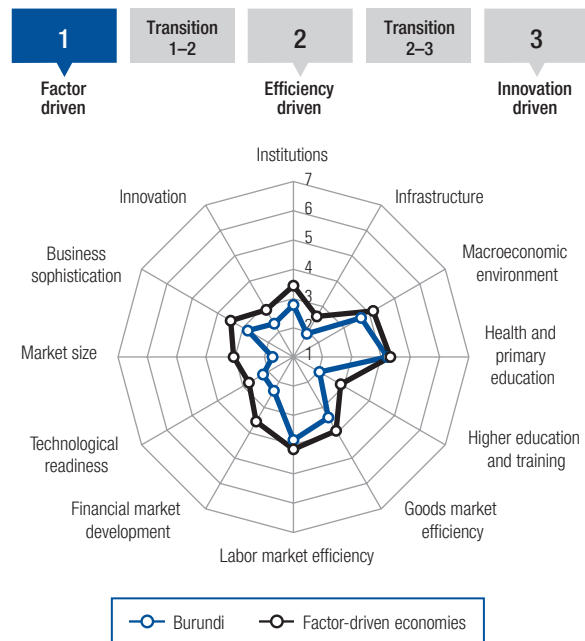 1
Transition
1–2
2
Transition
2–3
3
Factor
driven
Efficiency
driven
Innovation
driven
Institutions
7
6
5
4
3
2
1
Infrastructure
Macroeconomic
environment
Health and
primary
education
Higher education
and training
Goods market
efficiency
Labor market efficiency
Financial market
development
Technological
readiness
Market size
Business
sophistication
Innovation
Burundi
Factor-driven economies